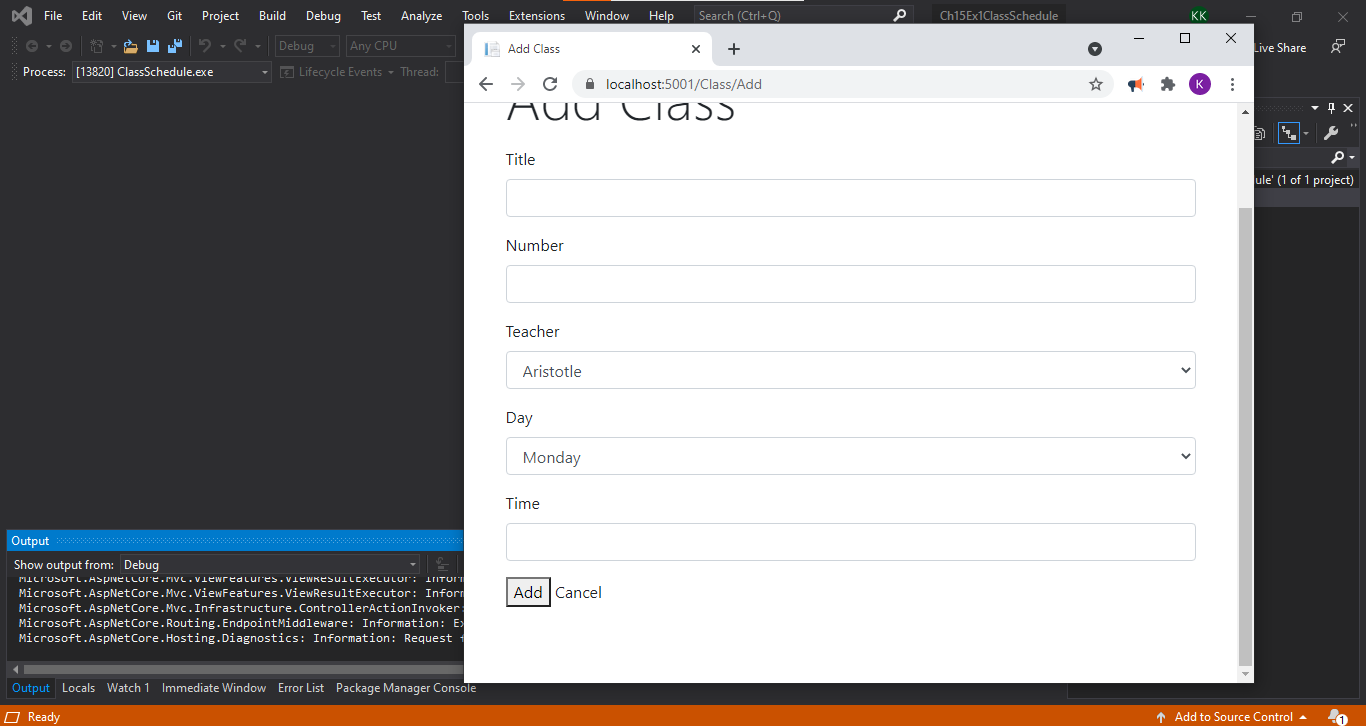 File Edit View Git Project Build Debug Test Analyze Tools Extensions Window Help Search (Ctrl+Q) Ch15Ex1ClassSchedule KK
Debug Any CPU Live Share
Process: [13820] ClassSchedule.exe Lifecycle Events Thread:
Add Class
localhost:5001/Class/Add K
Add Class
Title
Number
Teacher
Aristotle
Day
Monday
Time
Add Cancel
ule' (1 of 1 project)
Output
Show output from: Debug
Microsoft.AspNetCore.Mvc.ViewFeatures.ViewResultExecutor: Inform
Microsoft.AspNetCore.Mvc.ViewFeatures.ViewResultExecutor: Inform
Microsoft.AspNetCore.Mvc.Infrastructure.ControllerActionInvoker:
Microsoft.AspNetCore.Routing.EndpointMiddleware: Information: Ex
Microsoft.AspNetCore.Hosting.Diagnostics: Information: Request
Output Locals Watch 1 Immediate Window Error List Package Manager Console
Ready Add to Source Control 1